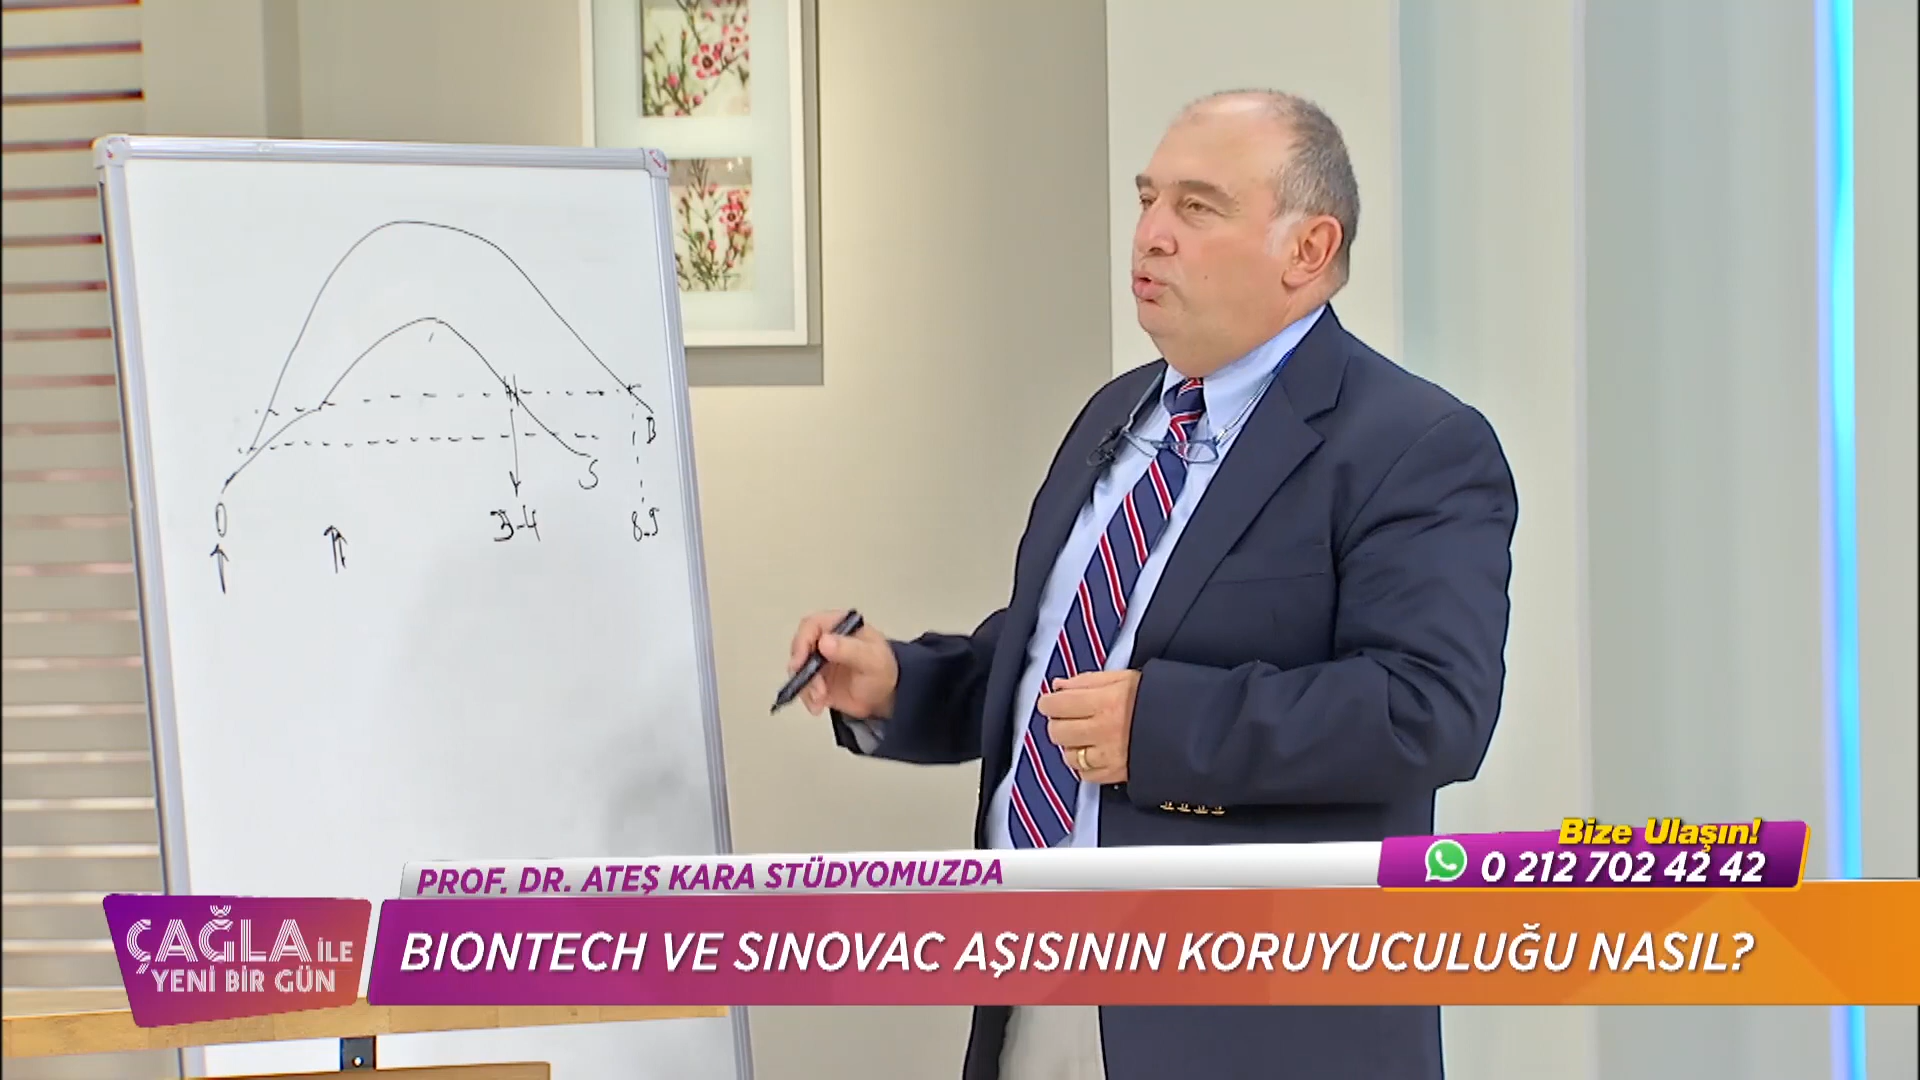 B
S
0
3-4
8-9
Bize Ulaşın!
0 212 702 42 42
PROF. DR. ATEŞ KARA STÜDYOMUZDA
ÇAĞLA İLE
YENİ BİR GÜN
BIONTECH VE SINOVAC AŞISININ KORUYUCULUĞU NASIL?